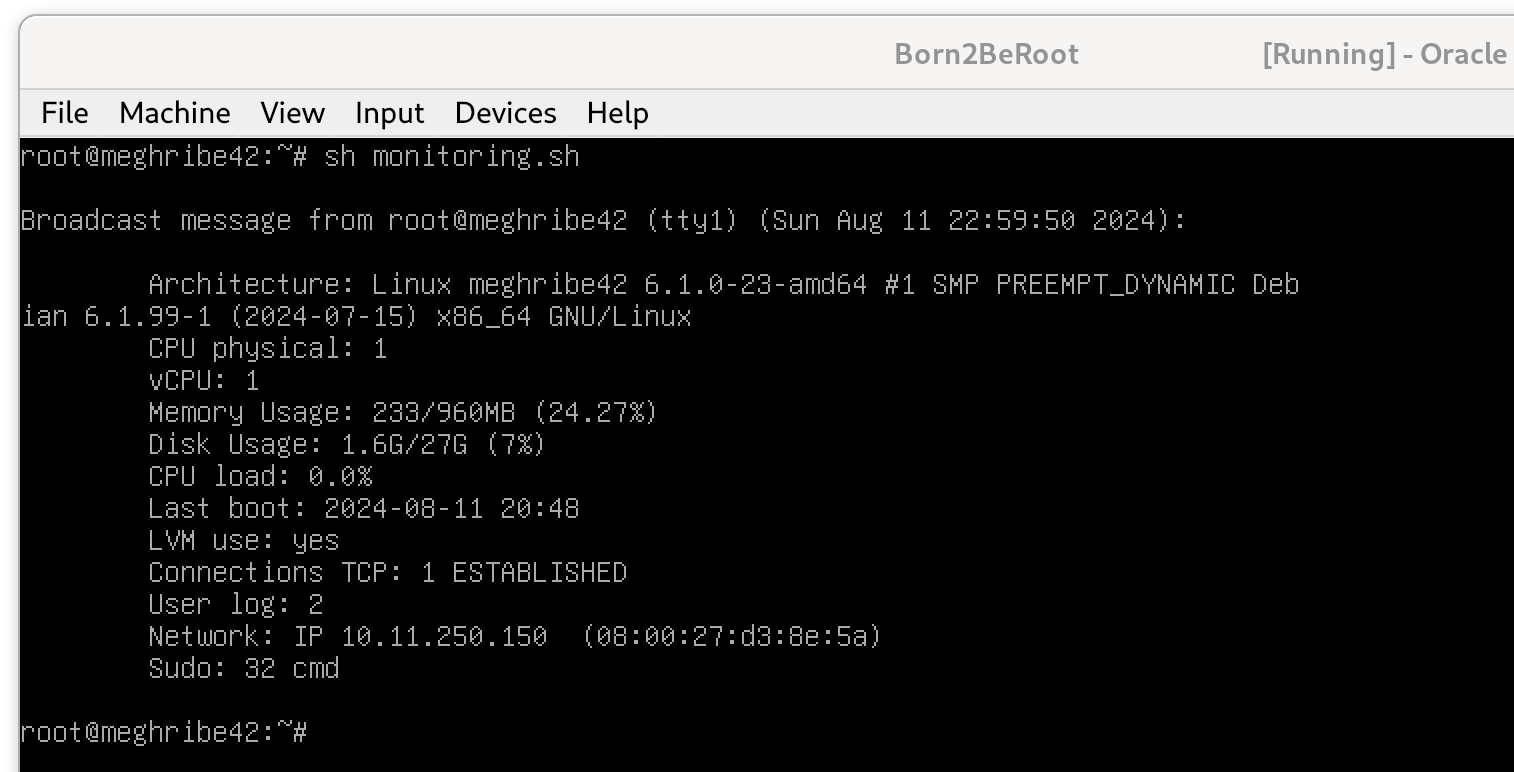 Born2BeRoot [Running] - Oracle
File Machine View Input Devices Help
root@meghribe42:~# sh monitoring.sh
Broadcast message from root@meghribe42 (tty1) (Sun Aug 11 22:59:50 2024):
Architecture: Linux meghribe42 6.1.0-23-amd64 #1 SMP PREEMPT_DYNAMIC Deb
ian 6.1.99-1 (2024-07-15) x86_64 GNU/Linux
CPU physical: 1
vCPU: 1
Memory Usage: 233/960MB (24.27%)
Disk Usage: 1.6G/27G (7%)
CPU load: 0.0%
Last boot: 2024-08-11 20:48
LVM use: yes
Connections TCP: 1 ESTABLISHED
User log: 2
Network: IP 10.11.250.150  (08:00:27:d3:8e:5a)
Sudo: 32 cmd
root@meghribe42:~#